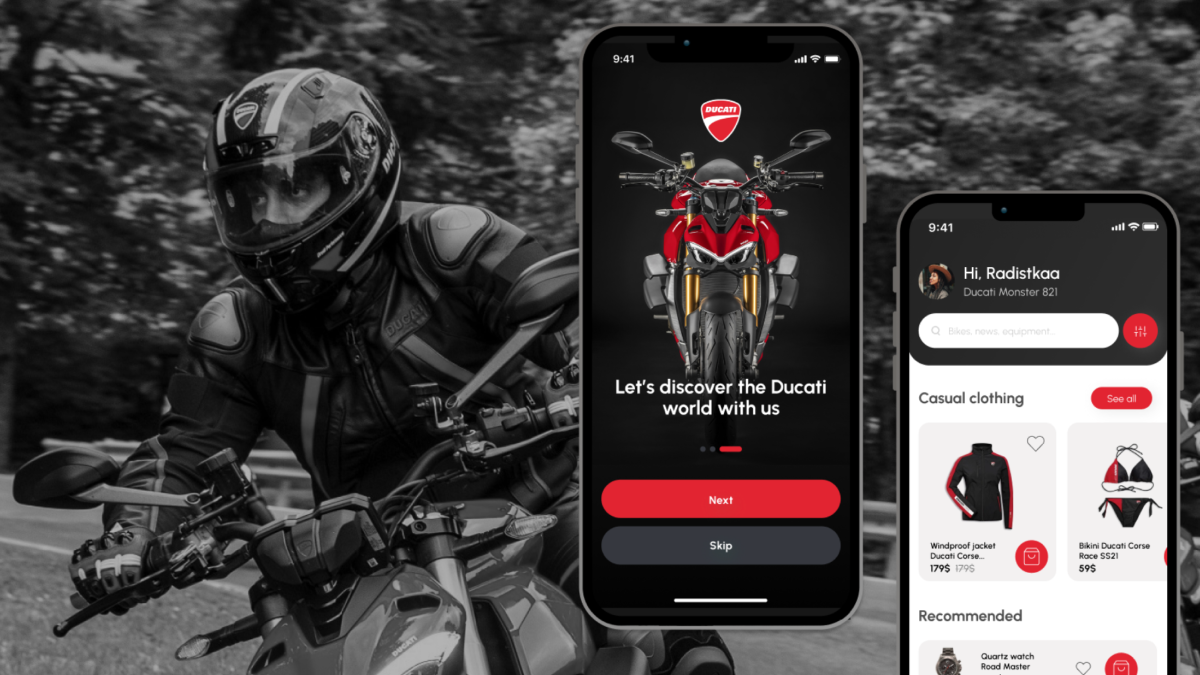 DUCATI
9:41
DUCATI
Let's discover the Ducati
world with us
Next
Skip
9:41
Hi, Radistkaa
Ducati Monster 821
Bikes, news, equipment...
Casual clothing
See all
Windproof jacket
Ducati Corse...
179$ 179$
Bikini Ducati Corse
Race SS21
59$
Recommended
Quartz watch
Road Master